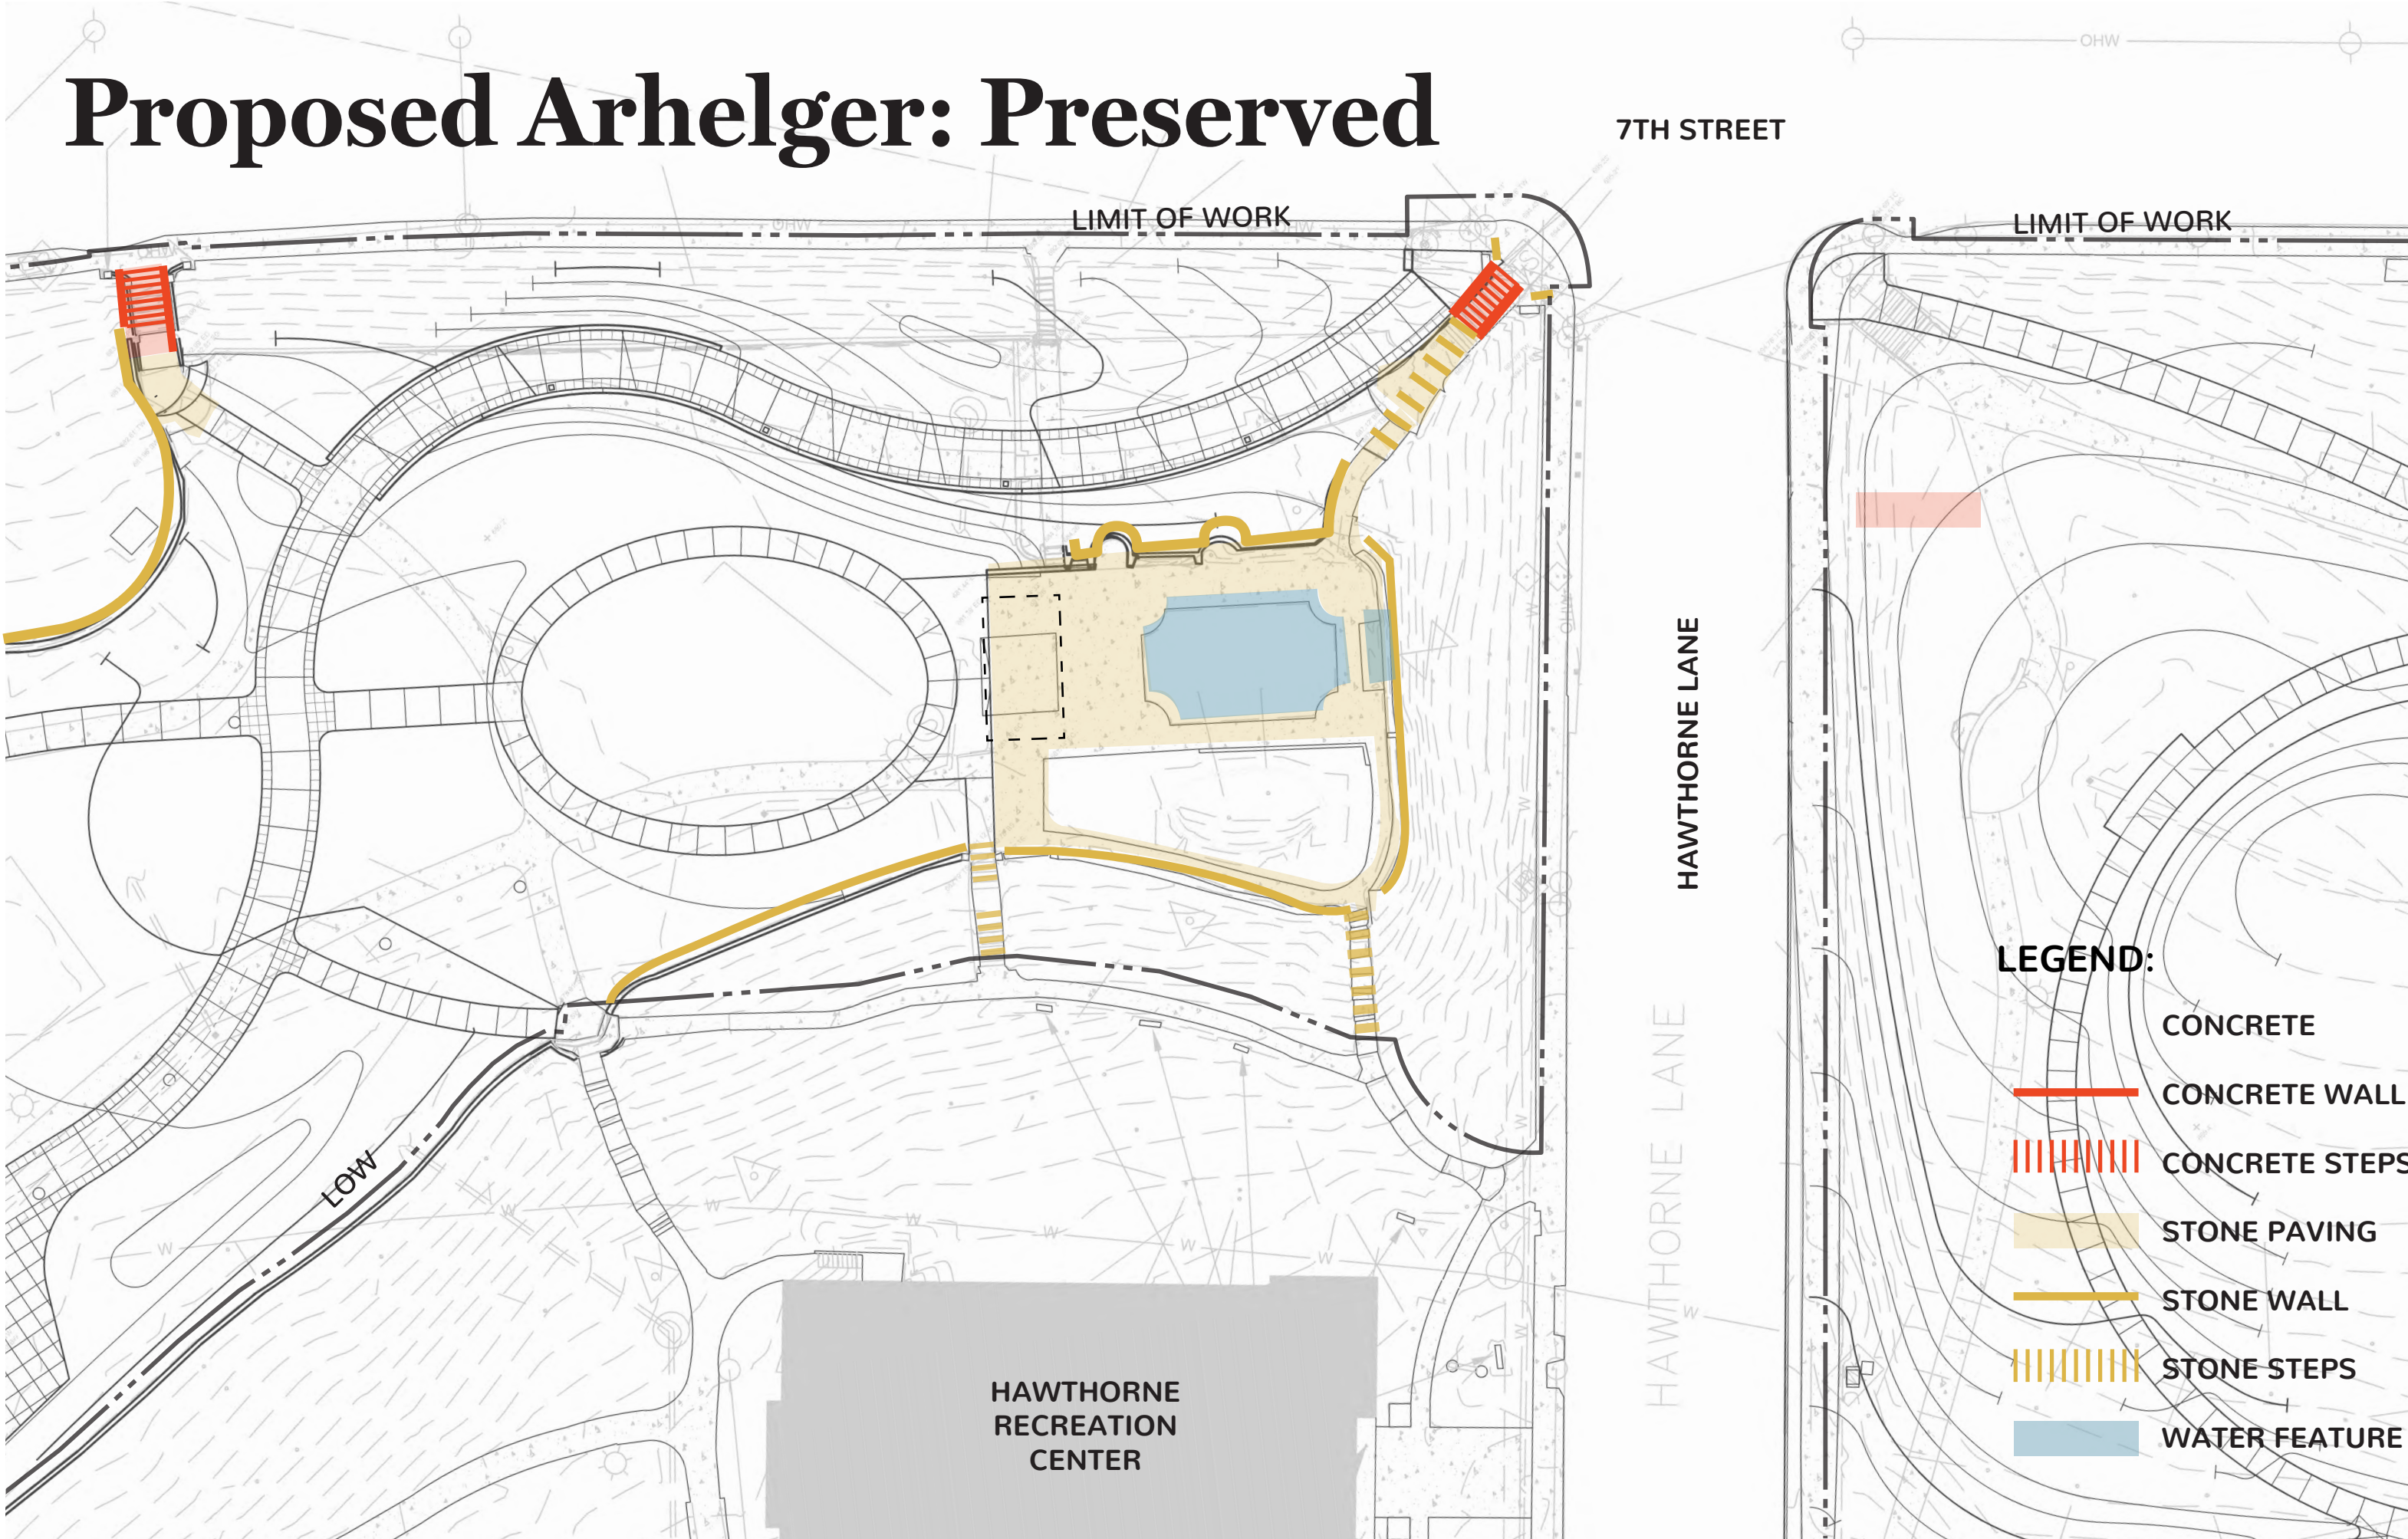 OHW
Proposed Arhelger: Preserved
7TH STREET
LIMIT OF WORK
LIMIT OF WORK
OHW
HAWTHORNE LANE
HAWTHORNE LANE
LEGEND:
CONCRETE
CONCRETE WALL
CONCRETE STEPS
STONE PAVING
STONE WALL
STONE STEPS
WATER FEATURE
LOW
W
W
W
W
W
W
W
W
HAWTHORNE
RECREATION
CENTER